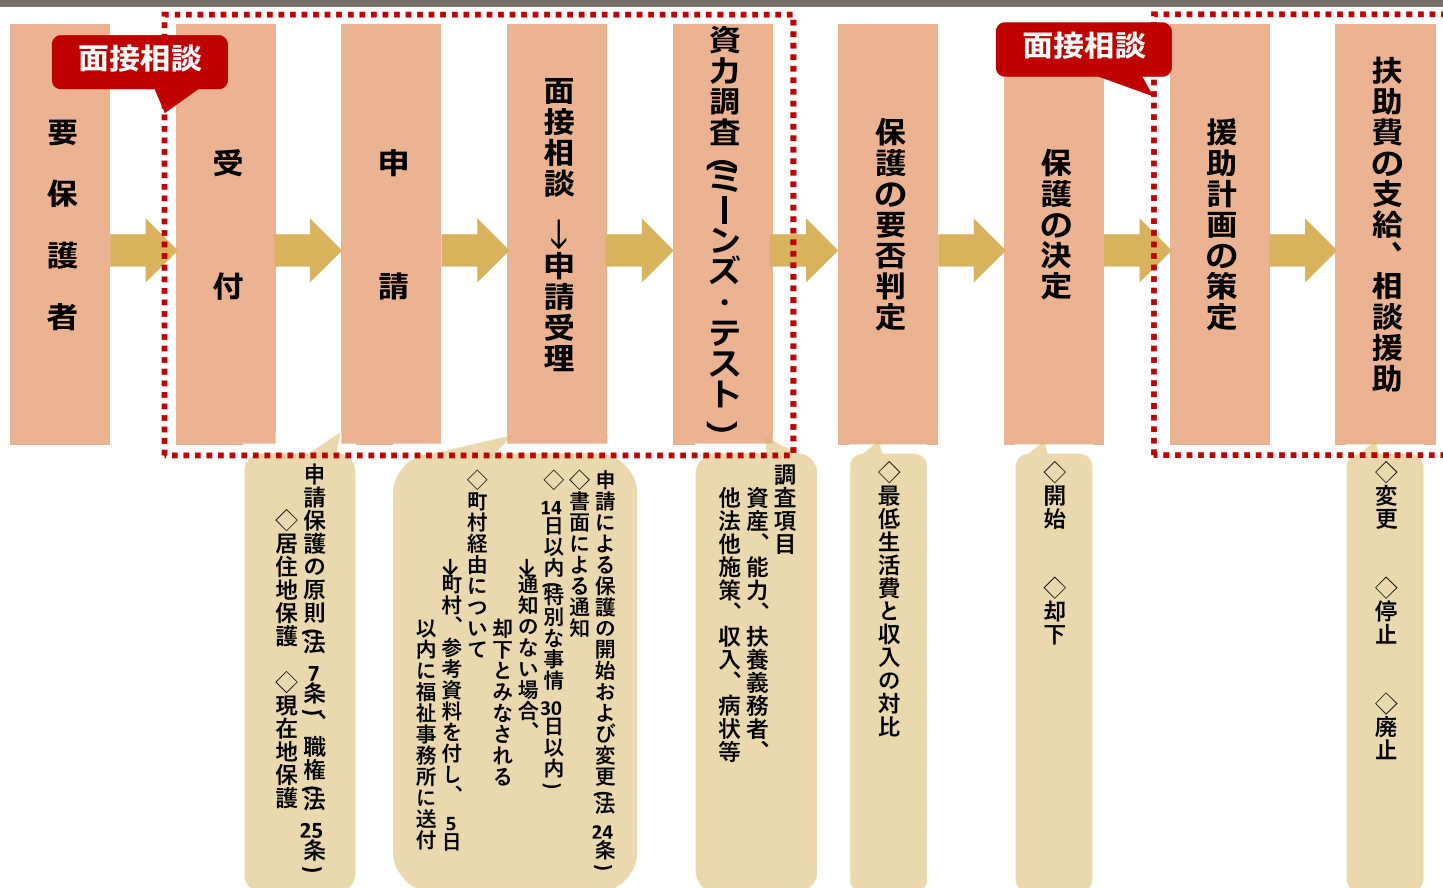 面接相談
面接相談
要保護者
受付
申請
面接相談→申請受理
資力調査(ミーンズ・テスト)
保護の要否判定
保護の決定
援助計画の策定
扶助費の支給、相談援助
申請保護の原則(法7条)、職権(法25条)
◇居住地保護 ◇現在地保護
申請による保護の開始および変更(法24条)
◇書面による通知
◇14日以内(特別な事情30日以内)
→通知のない場合、
却下とみなされる
◇町村経由について
→町村、参考資料を付し、5日
以内に福祉事務所に送付
調査項目
資産、能力、扶養義務者、
他法他施策、収入、病状等
◇最低生活費と収入の対比
◇開始 ◇却下
◇変更 ◇停止 ◇廃止